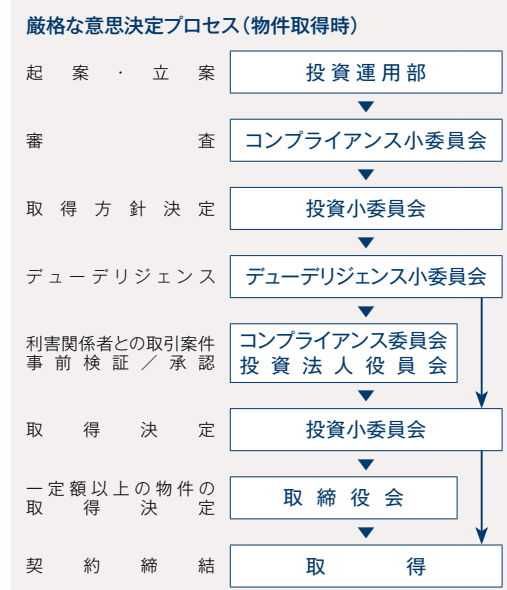 厳格な意思決定プロセス（物件取得時）
起案・立案
投資運用部
審査
コンプライアンス小委員会
取得方針決定
投資小委員会
デューデリジェンス
デューデリジェンス小委員会
利害関係者との取引案件
事前検証／承認
コンプライアンス委員会
投資法人役員会
取得決定
投資小委員会
一定額以上の物件の
取得決定
取締役会
契約締結
取得